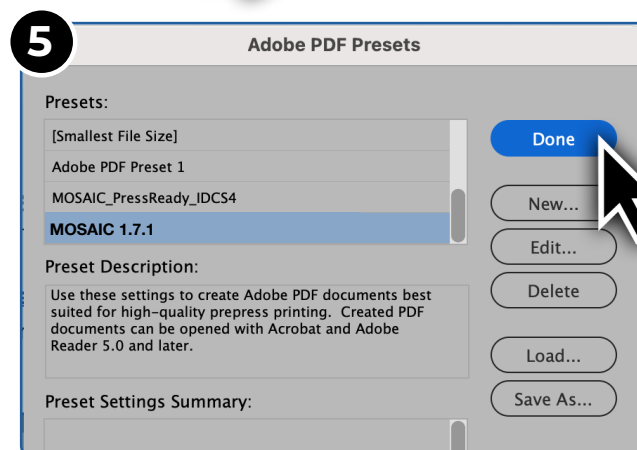 5
Adobe PDF Presets
Presets:
[Smallest File Size]
Adobe PDF Preset 1
MOSAIC_PressReady_IDCS4
MOSAIC 1.7.1
Done
New...
Edit...
Delete
Load...
Save As...
Preset Description:
Use these settings to create Adobe PDF documents best
suited for high-quality prepress printing.  Created PDF
documents can be opened with Acrobat and Adobe
Reader 5.0 and later.
Preset Settings Summary: